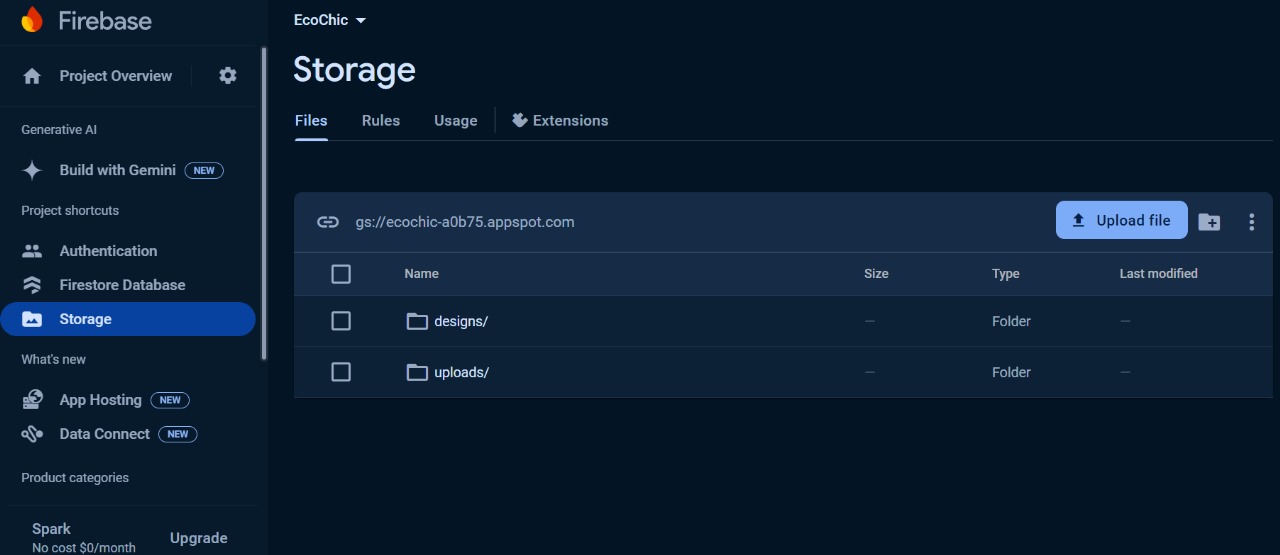 Firebase
Project Overview
Generative AI
Build with Gemini NEW
Project shortcuts
Authentication
Firestore Database
Storage
What's new
App Hosting NEW
Data Connect NEW
Product categories
Spark
No cost $0/month
Upgrade
EcoChic
Storage
Files Rules Usage Extensions
gs://ecochic-a0b75.appspot.com Upload file
Name Size Type Last modified
designs/ — Folder —
uploads/ — Folder —